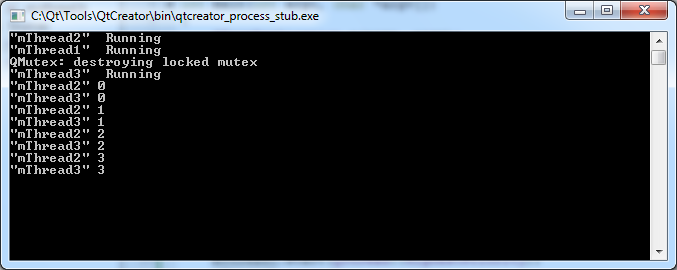 C:\Qt\Tools\QtCreator\bin\qtcreator_process_stub.exe
"mThread2"  Running
"mThread1"  Running
QMutex: destroying locked mutex
"mThread3"  Running
"mThread2" 0
"mThread3" 0
"mThread2" 1
"mThread3" 1
"mThread2" 2
"mThread3" 2
"mThread2" 3
"mThread3" 3